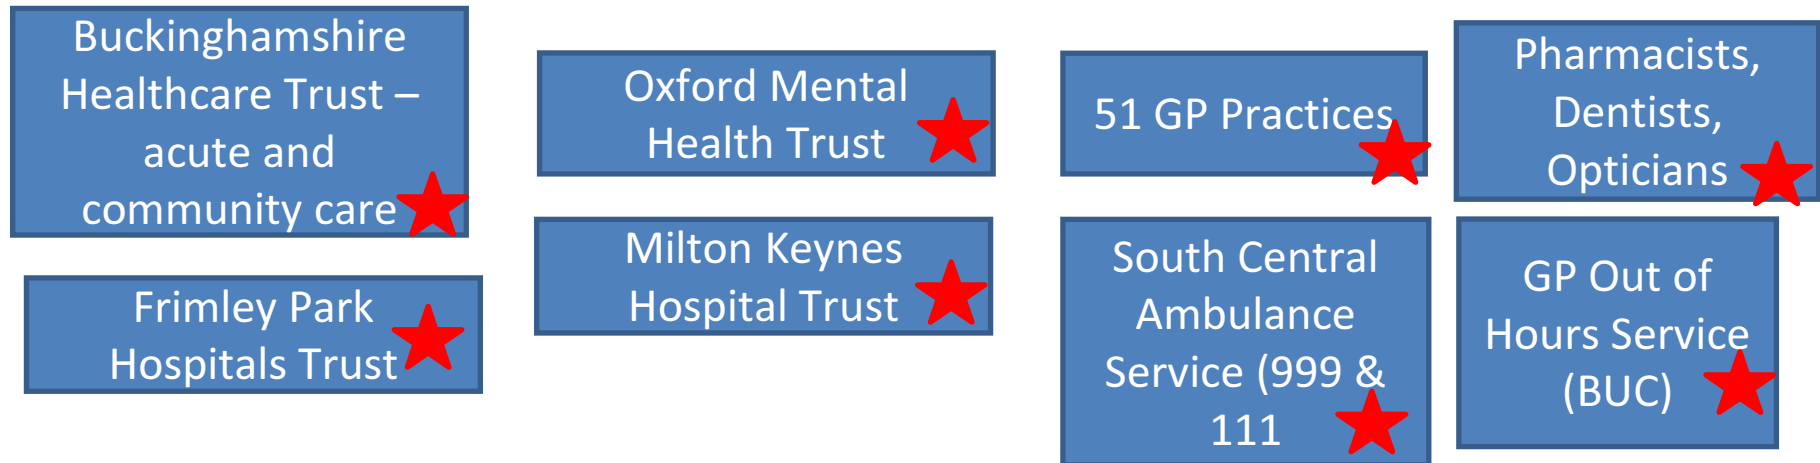 Buckinghamshire
Healthcare Trust –
acute and
community care
Frimley Park
Hospitals Trust
Oxford Mental
Health Trust
Milton Keynes
Hospital Trust
51 GP Practices
South Central
Ambulance
Service (999 &
111
Pharmacists,
Dentists,
Opticians
GP Out of
Hours Service
(BUC)